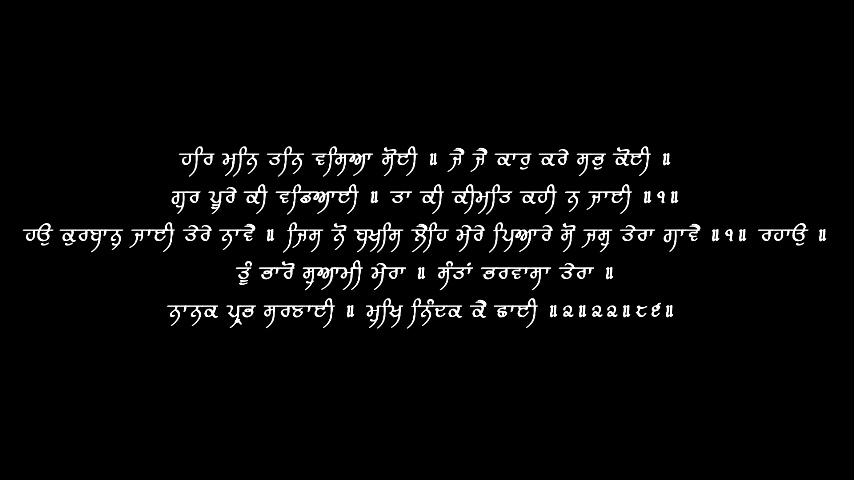 ਹਰਿ ਮਨਿ ਤਨਿ ਵਸਿਆ ਸੋਈ ॥ ਜੈ ਜੈ ਕਾਰੁ ਕਰੇ ਸਭੁ ਕੋਈ ॥
ਗੁਰ ਪੂਰੇ ਕੀ ਵਡਿਆਈ ॥ ਤਾ ਕੀ ਕੀਮਤਿ ਕਹੀ ਨ ਜਾਈ ॥੧॥
ਹਉ ਕੁਰਬਾਨੁ ਜਾਈ ਤੇਰੇ ਨਾਵੈ ॥ ਜਿਸ ਨੋ ਬਖਸਿ ਲੈਹਿ ਮੇਰੇ ਪਿਆਰੇ ਸੋ ਜਸੁ ਤੇਰਾ ਗਾਵੈ ॥੧॥ ਰਹਾਉ ॥
ਤੂੰ ਭਾਰੋ ਸੁਆਮੀ ਮੇਰਾ ॥ ਸੰਤਾਂ ਭਰਵਾਸਾ ਤੇਰਾ ॥
ਨਾਨਕ ਪ੍ਰਭ ਸਰਣਾਈ ॥ ਮੁਖਿ ਨਿੰਦਕ ਕੈ ਛਾਈ ॥੨॥੨੨॥੮੬॥